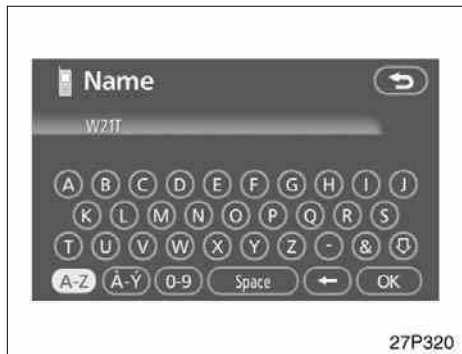 Name
W21T
A B C D E F G H I J
K L M N O P Q R S
T U V W X Y Z - &
A-Z À-Ý 0-9 Space ← OK
27P320